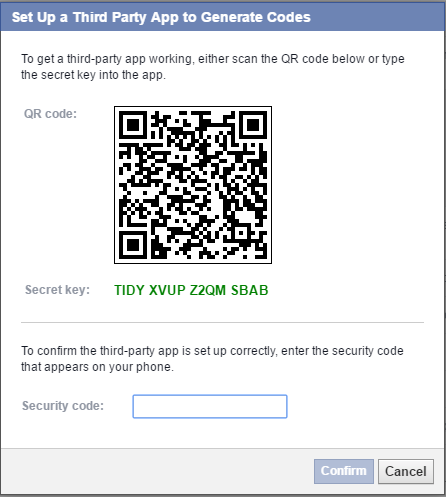 Set Up a Third Party App to Generate Codes
To get a third-party app working, either scan the QR code below or type
the secret key into the app.
QR code:
Secret key: TIDY XVUP Z2QM SBAB
To confirm the third-party app is set up correctly, enter the security code
that appears on your phone.
Security code:
Confirm Cancel